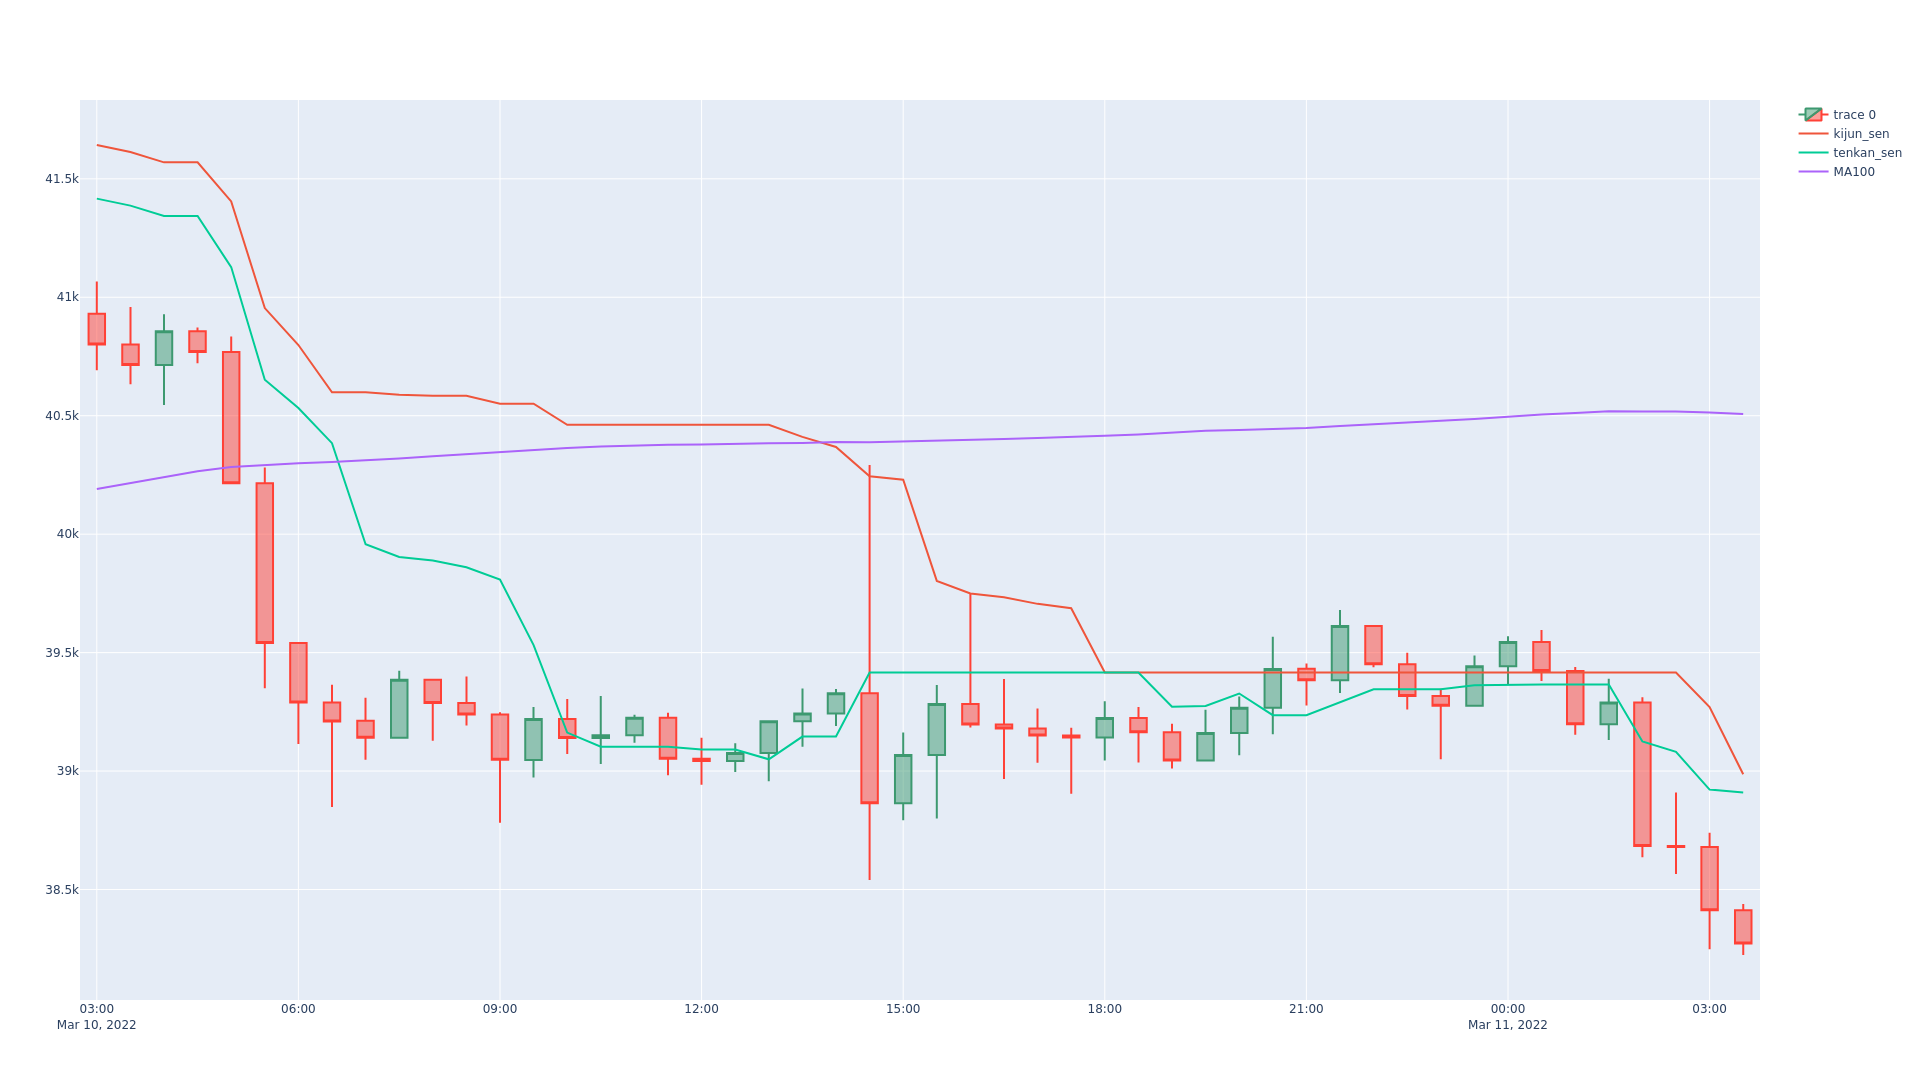 trace 0
kijun_sen
tenkan_sen
MA100
41.5k
41k
40.5k
40k
39.5k
39k
38.5k
03:00 06:00 09:00 12:00 15:00 18:00 21:00 00:00 03:00
Mar 10, 2022 Mar 11, 2022